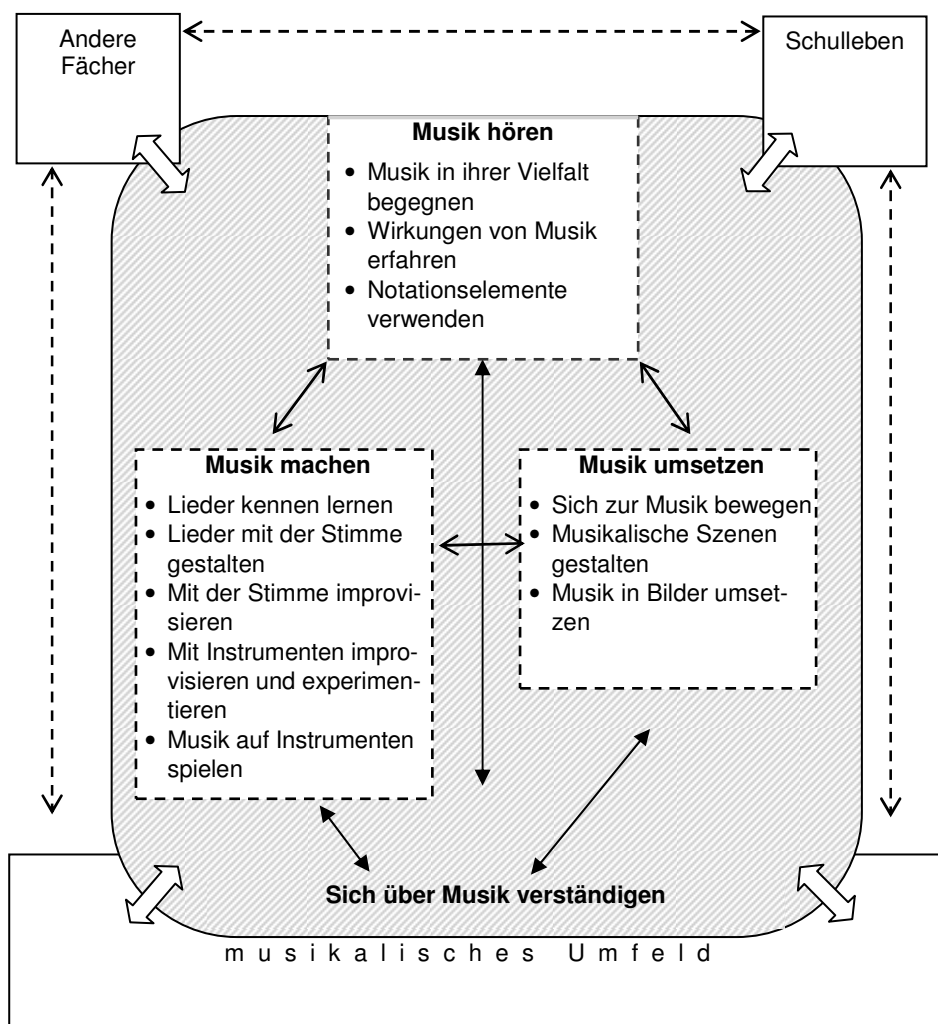 Andere
Fächer
Schulleben
Musik hören
• Musik in ihrer Vielfalt
begegnen
• Wirkungen von Musik
erfahren
• Notationselemente
verwenden
Musik machen
• Lieder kennen lernen
• Lieder mit der Stimme
gestalten
• Mit der Stimme improvi-
sieren
• Mit Instrumenten impro-
visieren und experimen-
tieren
• Musik auf Instrumenten
spielen
Musik umsetzen
• Sich zur Musik bewegen
• Musikalische Szenen
gestalten
• Musik in Bilder umset-
zen
Sich über Musik verständigen
musikalisches Umfeld